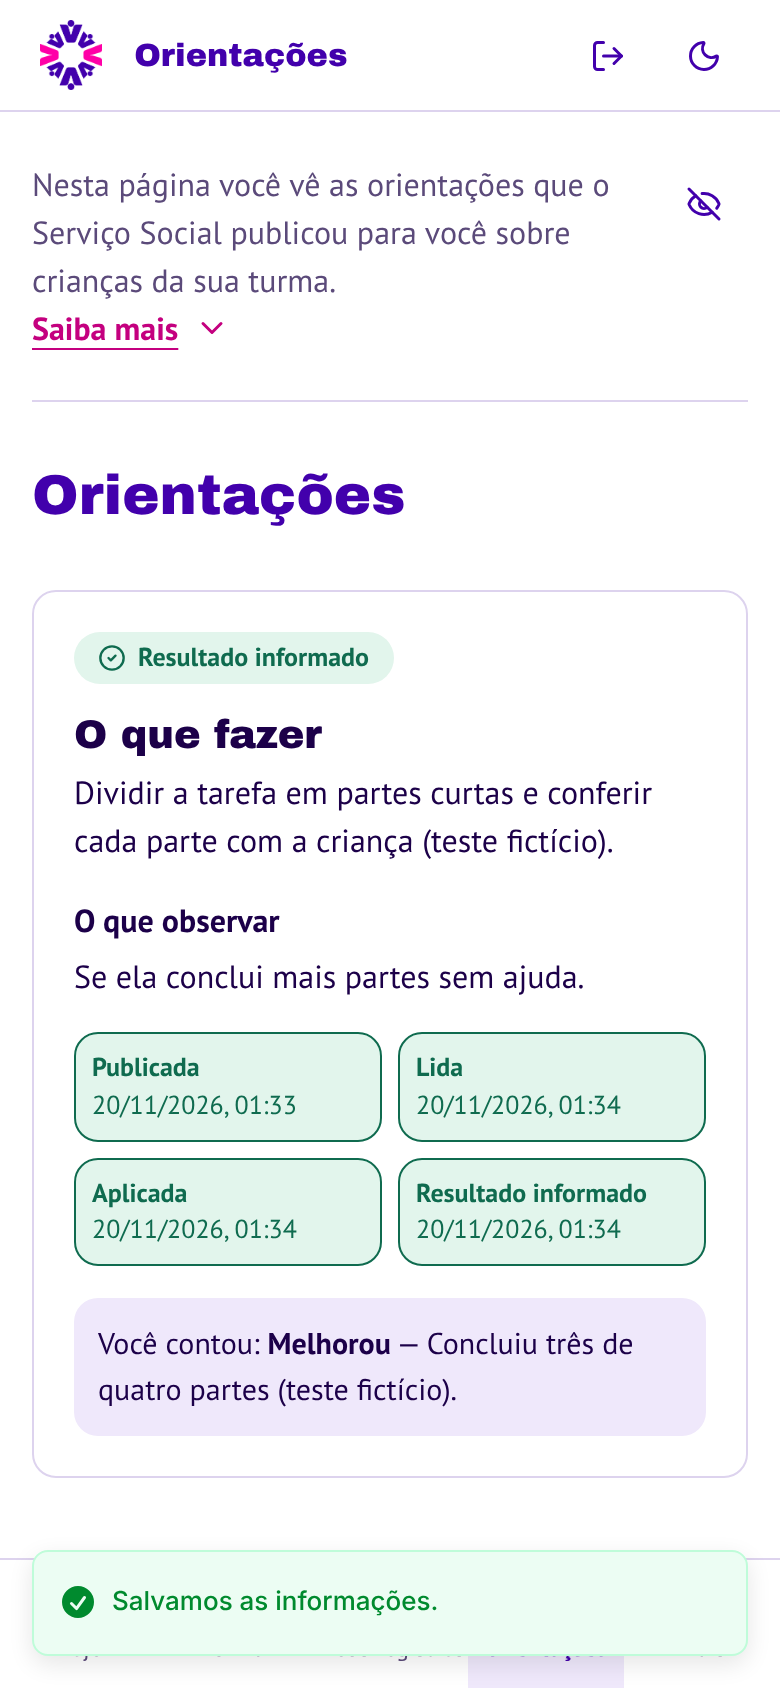 Orientações
Nesta página você vê as orientações que o
Serviço Social publicou para você sobre
crianças da sua turma.
Saiba mais
Orientações
Resultado informado
O que fazer
Dividir a tarefa em partes curtas e conferir
cada parte com a criança (teste fictício).
O que observar
Se ela conclui mais partes sem ajuda.
Publicada
20/11/2026, 01:33
Lida
20/11/2026, 01:34
Aplicada
20/11/2026, 01:34
Resultado informado
20/11/2026, 01:34
Você contou: Melhorou — Concluiu três de
quatro partes (teste fictício).
Salvamos as informações.